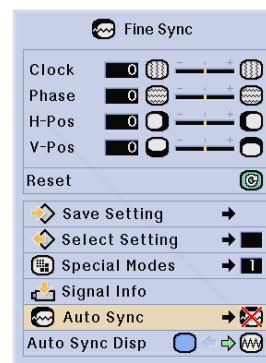 Fine Sync
Clock 0
Phase 0
H-Pos 0
V-Pos 0
Reset
Save Setting
Select Setting
Special Modes 1
Signal Info
Auto Sync
Auto Sync Disp